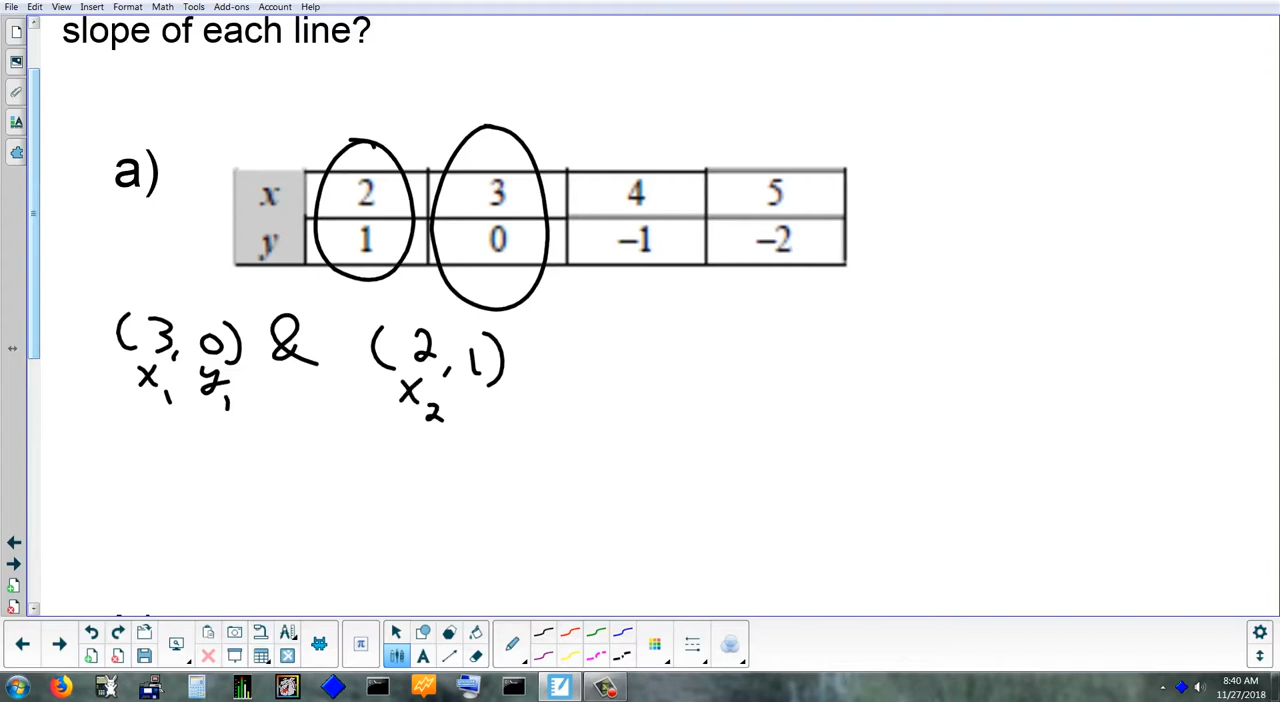 File Edit View Insert Format Math Tools Add-ons Account Help
slope of each line?
a)
x 2 3 4 5
y 1 0 –1 –2
(3, 0) & (2, 1)
x1 y1 x2
π
A
8:40 AM
11/27/2018